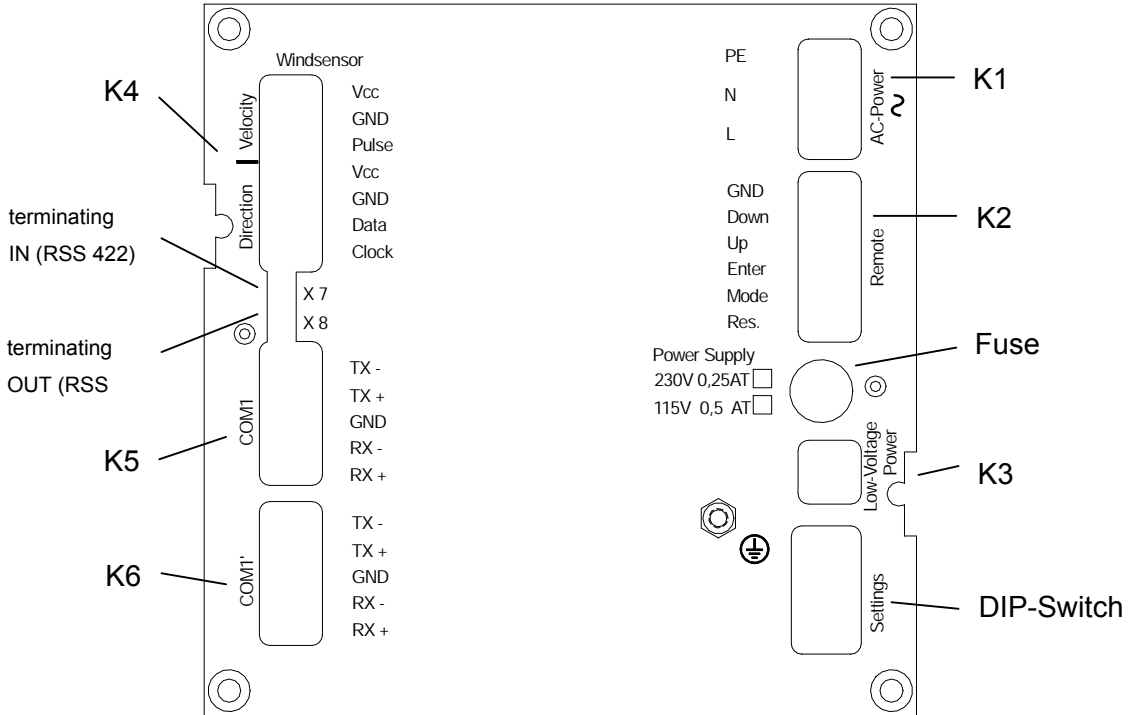 Windsensor
K4
Velocity
Direction
Vcc
GND
Pulse
Vcc
GND
Data
Clock
terminating
IN (RSS 422)
X 7
X 8
terminating
OUT (RSS
K5
COM1
TX -
TX +
GND
RX -
RX +
K6
COM1'
TX -
TX +
GND
RX -
RX +
PE
N
L
AC-Power
~
K1
GND
Down
Up
Enter
Mode
Res.
Remote
K2
Power Supply
230V 0,25AT
115V 0,5 AT
Fuse
Low-Voltage
Power
K3
Settings
DIP-Switch